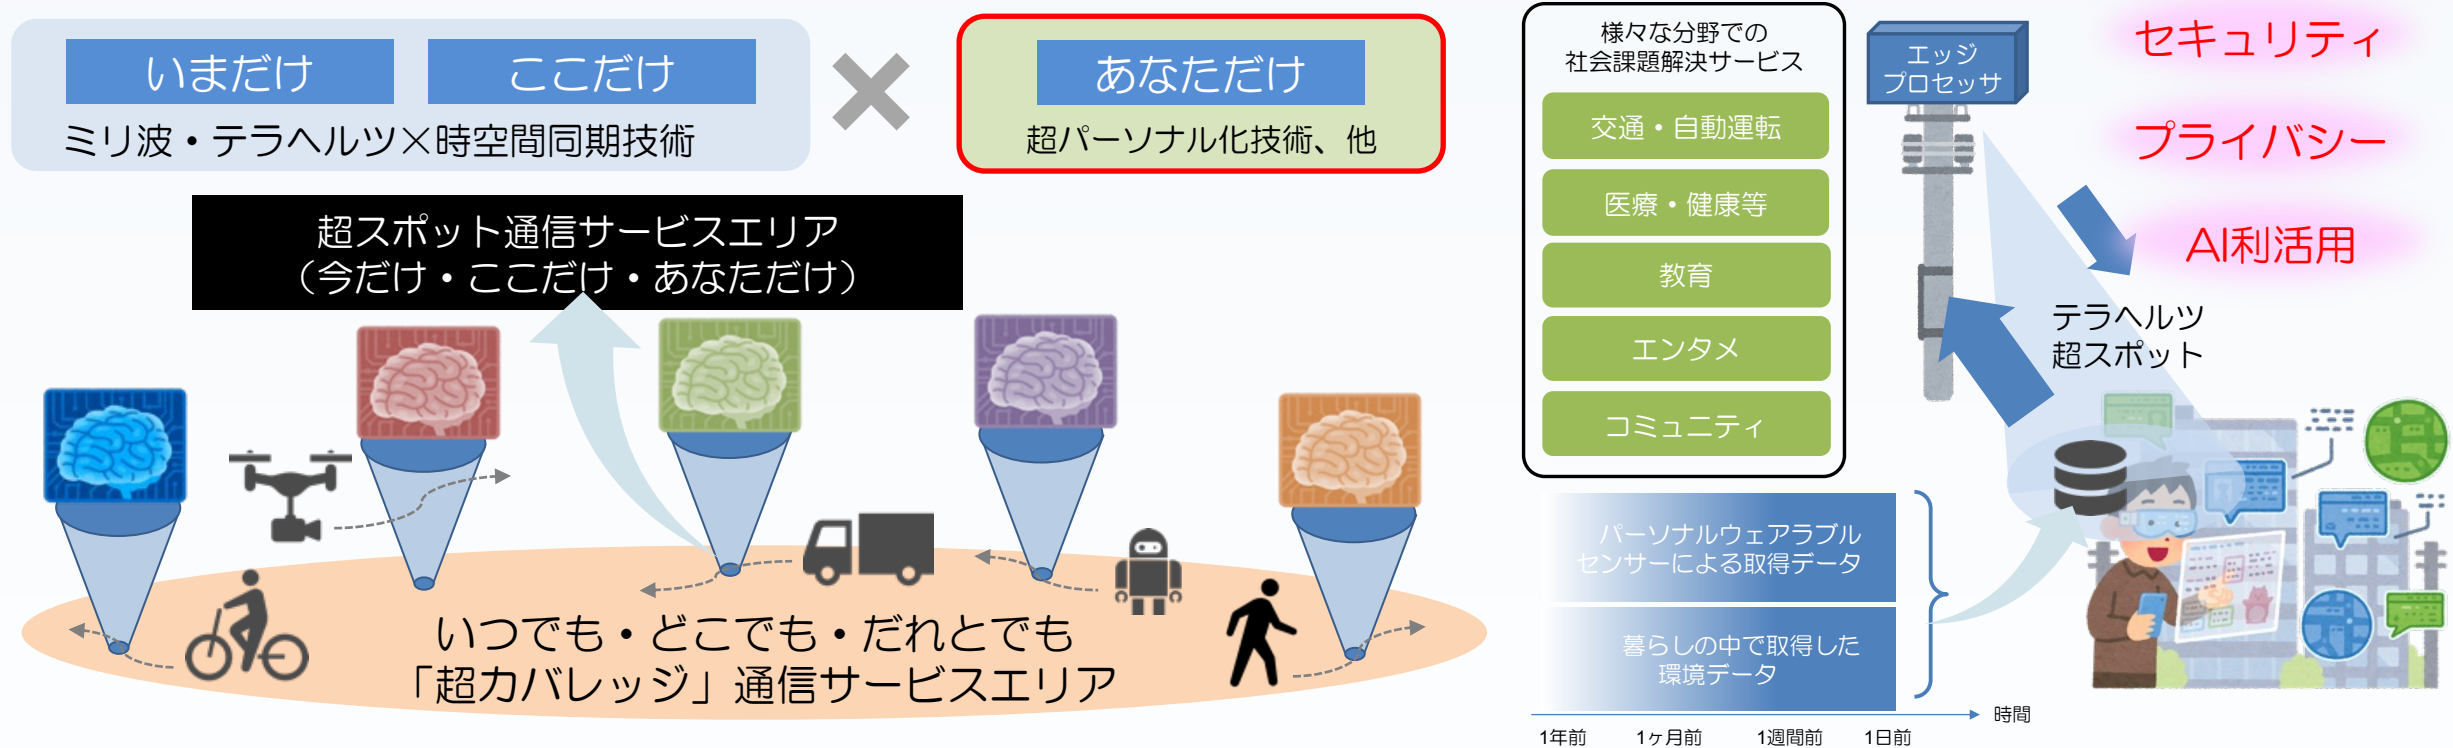 いまだけ
ここだけ
ミリ波・テラヘルツ×時空間同期技術
あなただけ
超パーソナル化技術、他
超スポット通信サービスエリア
（今だけ・ここだけ・あなただけ）
いつでも・どこでも・だれとでも
「超カバレッジ」通信サービスエリア
様々な分野での
社会課題解決サービス
交通・自動運転
医療・健康等
教育
エンタメ
コミュニティ
エッジ
プロセッサ
セキュリティ
プライバシー
AI利活用
テラヘルツ
超スポット
パーソナルウェアラブル
センサーによる取得データ
暮らしの中で取得した
環境データ
時間
1年前
1ヶ月前
1週間前
1日前